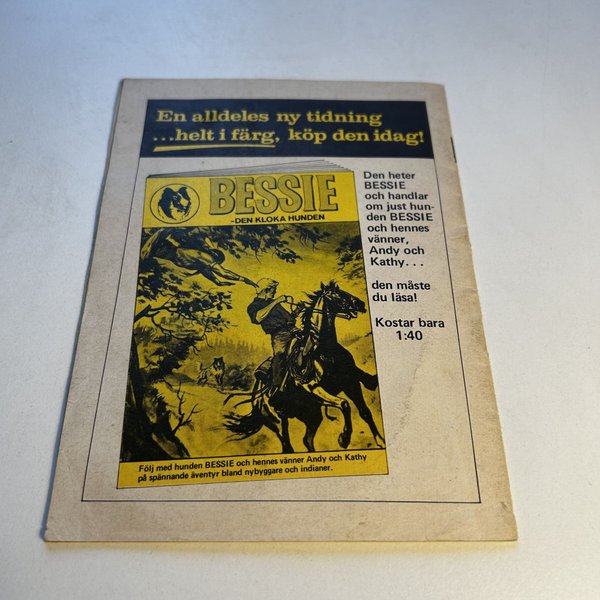 En alldeles ny tidning
...helt i färg, köp den idag!
BESSIE
-DEN KLOKA HUNDEN
Följ med hunden BESSIE och hennes vänner Andy och Kathy
på spännande äventyr bland nybyggare och indianer.
Den heter
BESSIE
och handlar
om just hun-
den BESSIE
och hennes
vänner,
Andy och
Kathy...
den måste
du läsa!
Kostar bara
1:40